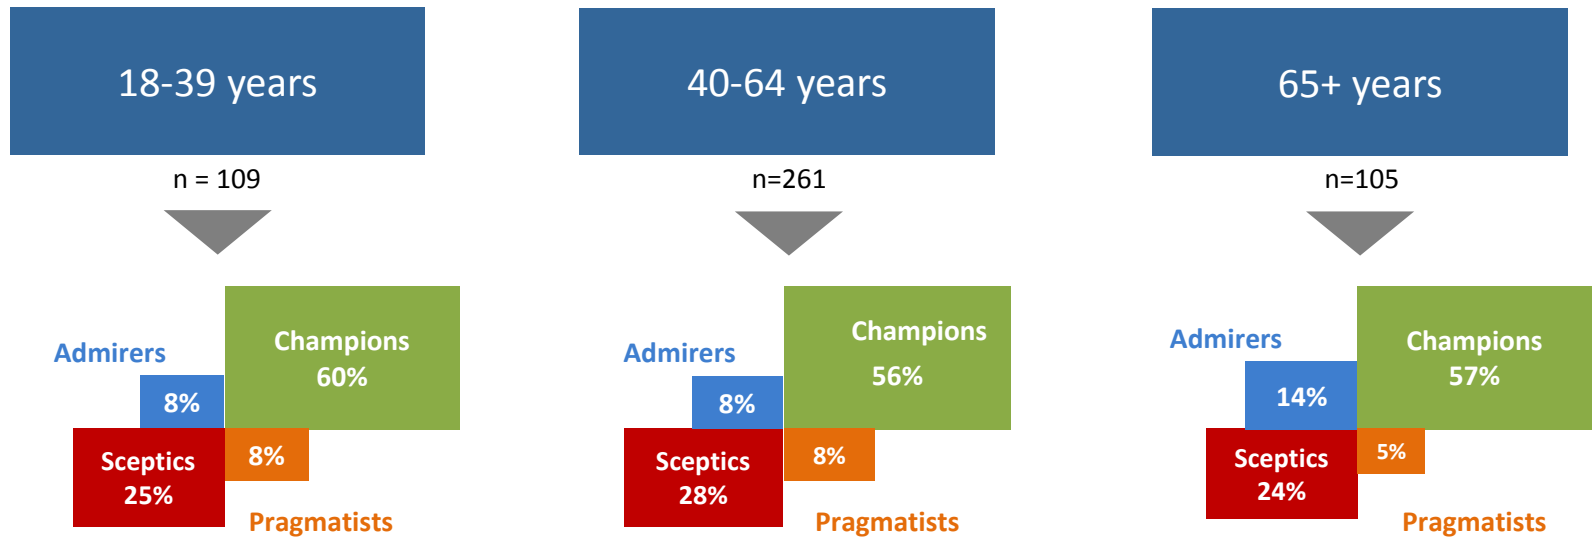 18-39 years
n = 109
Admirers
Champions
60%
8%
Sceptics
25%
8%
Pragmatists
40-64 years
n=261
Admirers
Champions
56%
8%
Sceptics
28%
8%
Pragmatists
65+ years
n=105
Admirers
Champions
57%
14%
Sceptics
24%
5%
Pragmatists